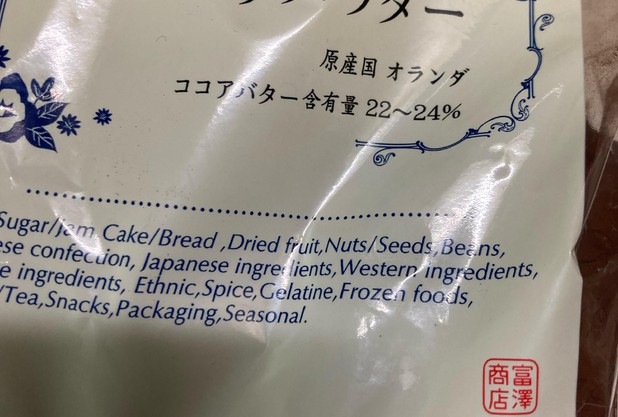 原産国 オランダ
ココアバター含有量 22〜24%
Sugar/Jam, Cake/Bread ,Dried fruit,Nuts/Seeds,Beans,
confection, Japanese ingredients,Western ingredients,
ingredients, Ethnic,Spice,Gelatine,Frozen foods,
/Tea,Snacks,Packaging,Seasonal.
富澤
商店